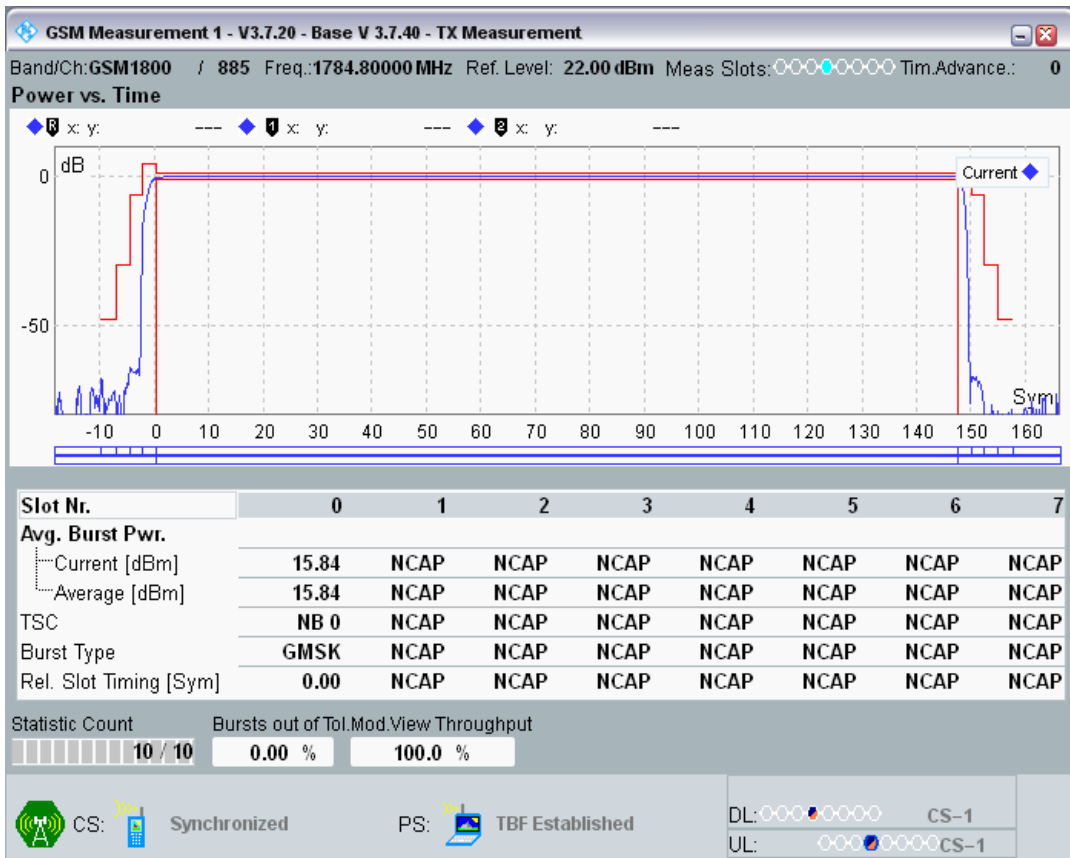 GSM Measurement 1 - V3.7.20 - Base V 3.7.40 - TX Measurement
Band/Ch:GSM1800 / 885 Freq.:1784.80000 MHz Ref. Level: 22.00 dBm Meas Slots: Tim.Advance.: 0
Power vs. Time
R x: y: --- 1 x: y: --- 2 x: y: ---
dB
Current
0
-50
Sym
-10 0 10 20 30 40 50 60 70 80 90 100 110 120 130 140 150 160
Slot Nr. 0 1 2 3 4 5 6 7
Avg. Burst Pwr.
Current [dBm] 15.84 NCAP NCAP NCAP NCAP NCAP NCAP NCAP
Average [dBm] 15.84 NCAP NCAP NCAP NCAP NCAP NCAP NCAP
TSC NB 0 NCAP NCAP NCAP NCAP NCAP NCAP NCAP
Burst Type GMSK NCAP NCAP NCAP NCAP NCAP NCAP NCAP
Rel. Slot Timing [Sym] 0.00 NCAP NCAP NCAP NCAP NCAP NCAP NCAP
Statistic Count Bursts out of Tol.Mod.View Throughput
10 / 10 0.00 % 100.0 %
CS: Synchronized PS: TBF Established DL: CS-1
UL: CS-1